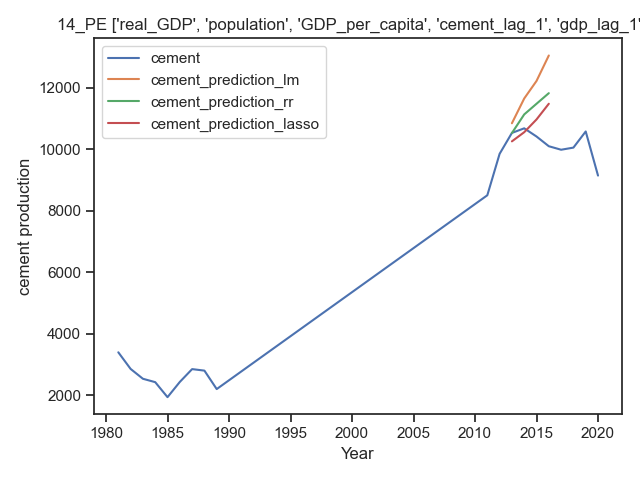 14_PE ['real_GDP', 'population', 'GDP_per_capita', 'cement_lag_1', 'gdp_lag_1'
cement
cement_prediction_lm
cement_prediction_rr
cement_prediction_lasso
12000
10000
8000
6000
4000
2000
cement production
1980 1985 1990 1995 2000 2005 2010 2015 2020
Year